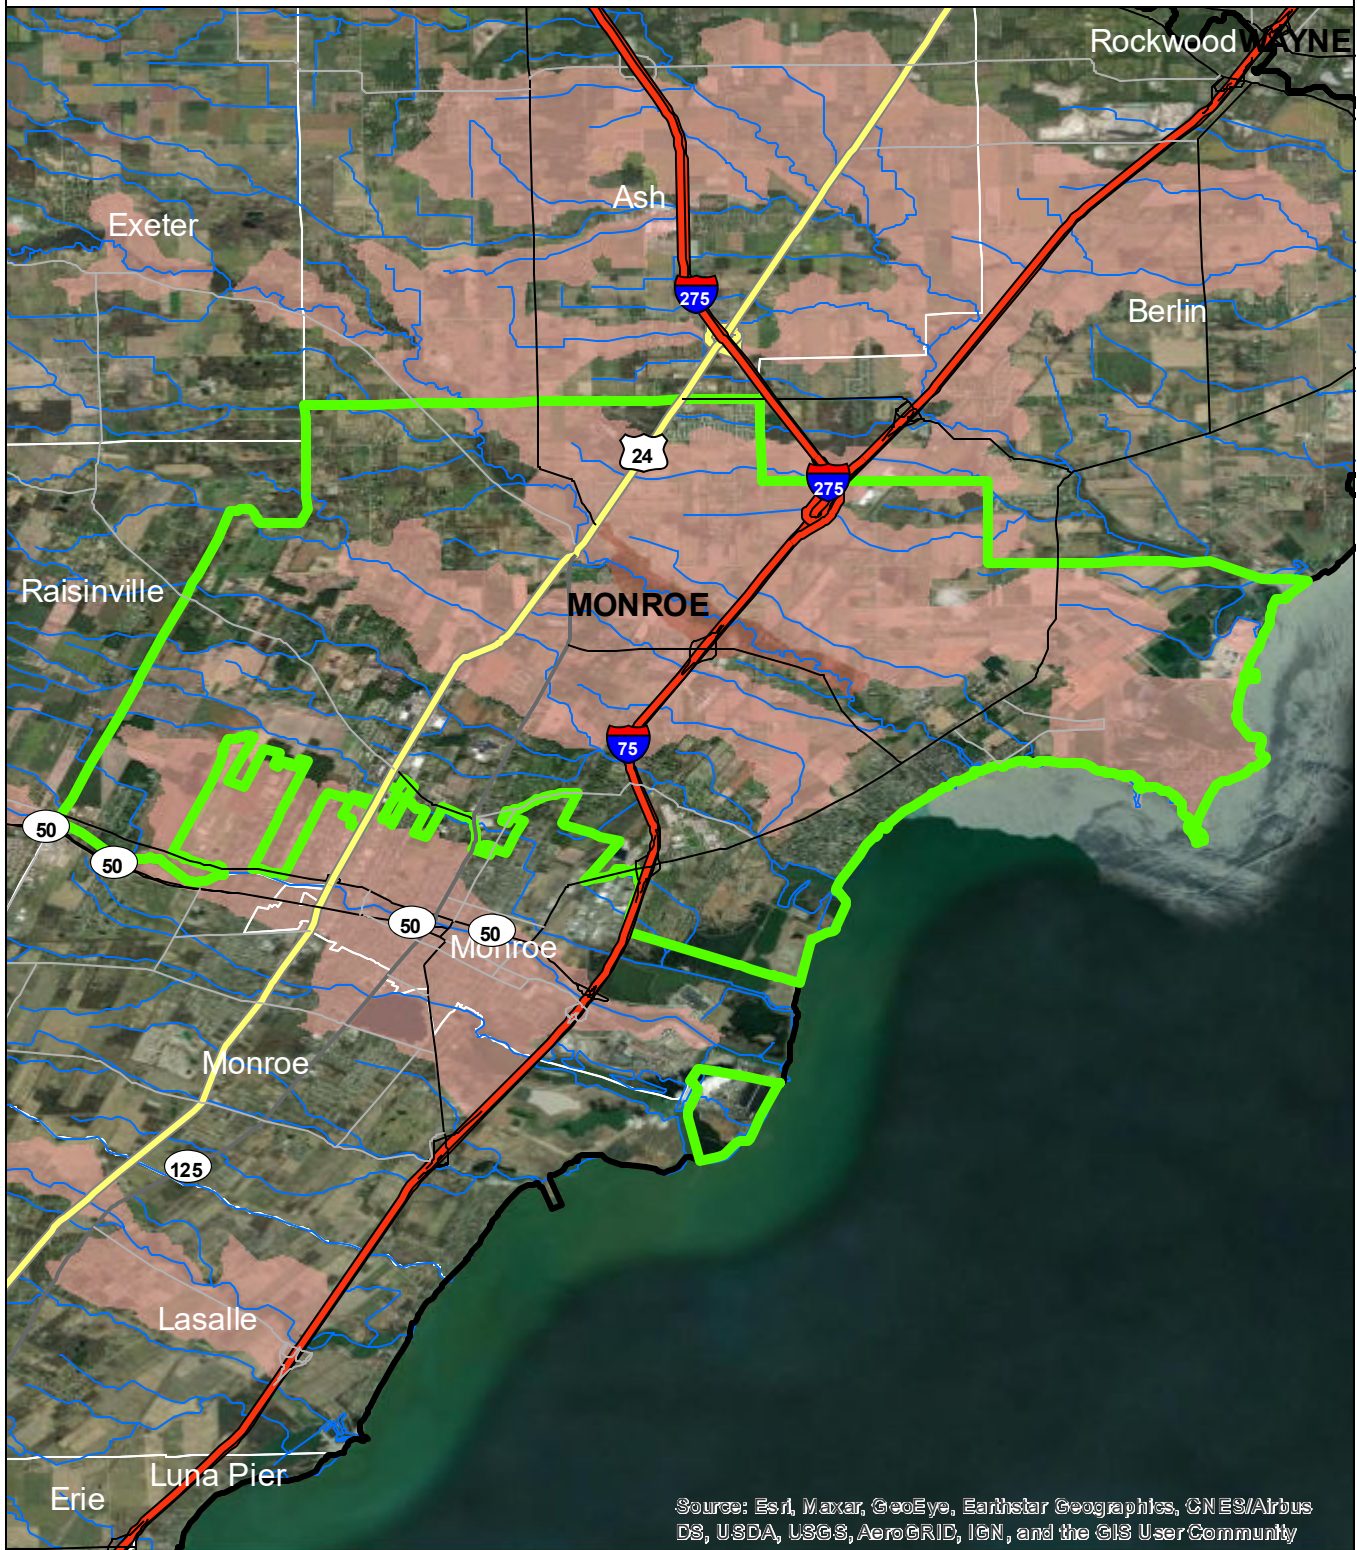 Rockwood WAYNE
Ash
Exeter
275
Berlin
24
275
Raisinville
MONROE
75
50
50
50
50
Monroe
Monroe
125
Lasalle
Luna Pier
Erie
Source: Esri, Maxar, GeoEye, Earthstar Geographics, CNES/Airbus
DS, USDA, USGS, AeroGRID, IGN, and the GIS User Community